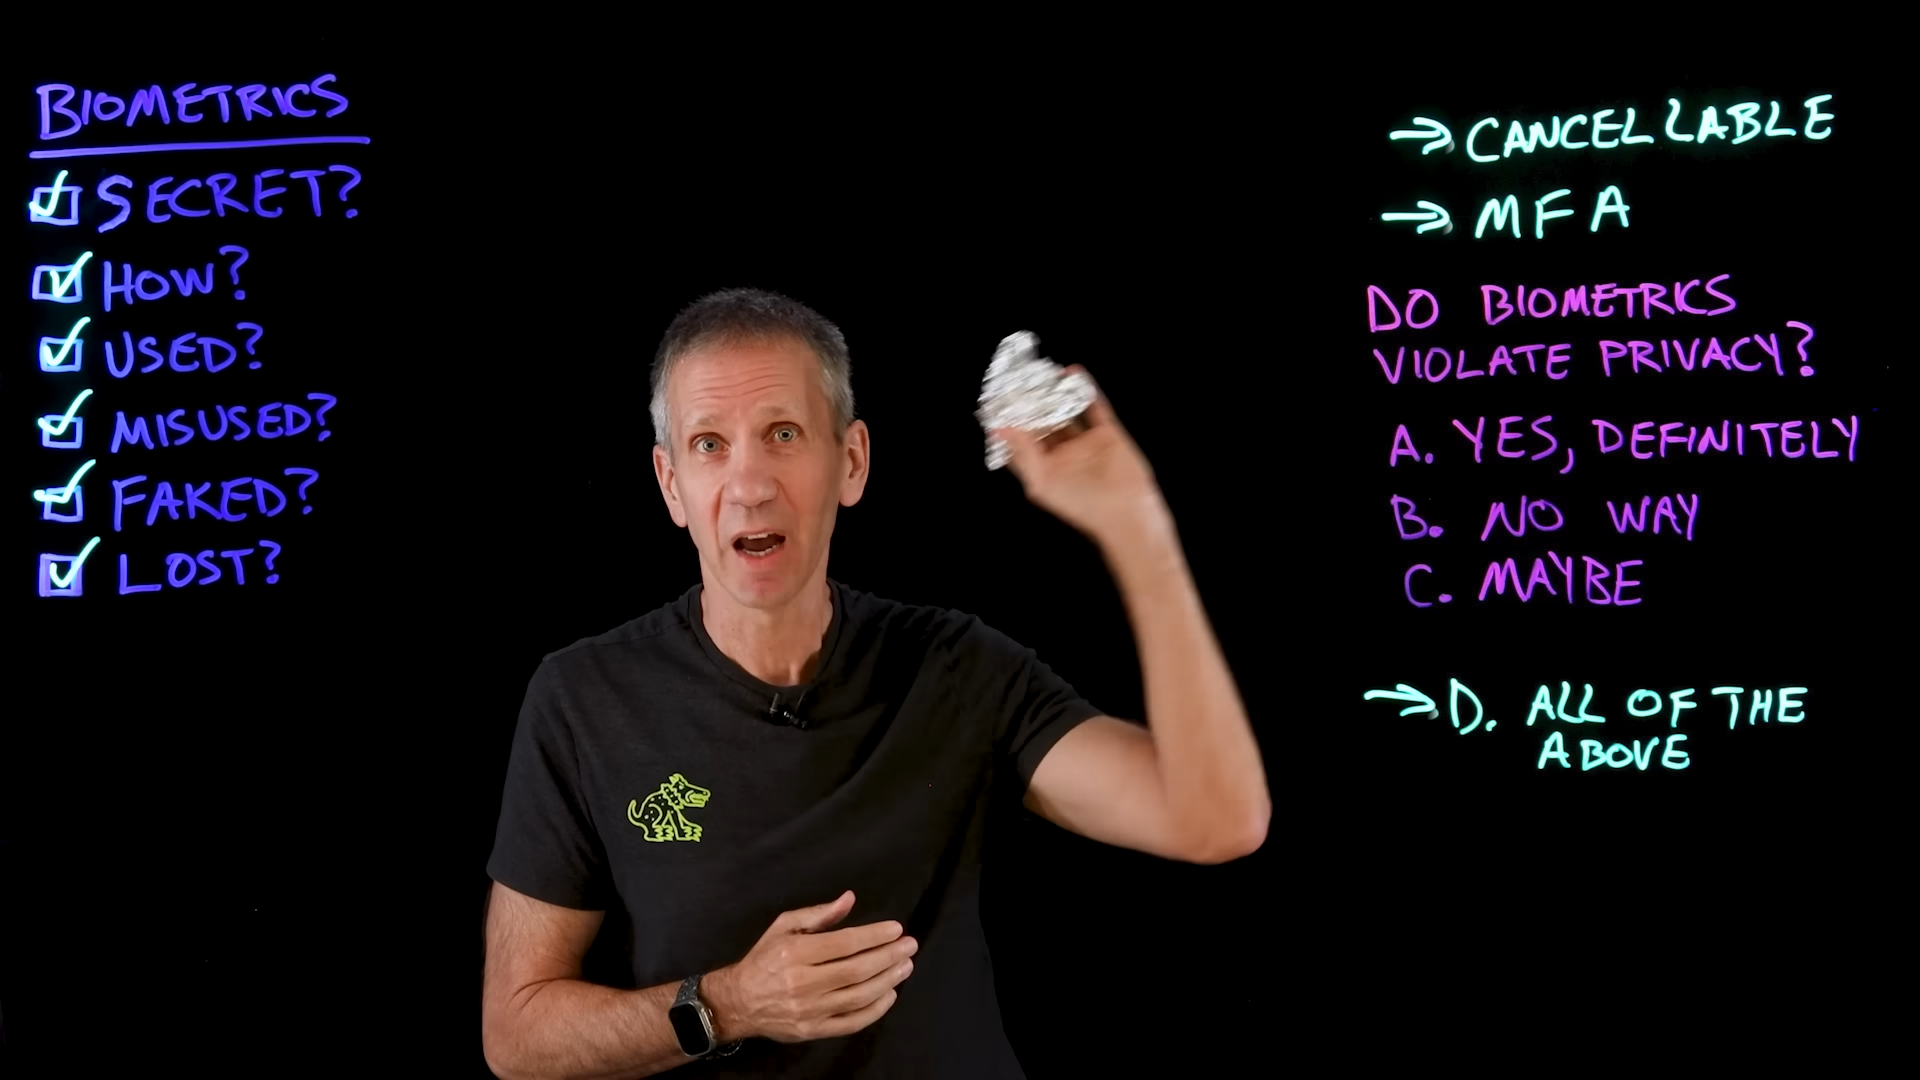 BIOMETRICS
SECRET?
HOW?
USED?
MISUSED?
FAKED?
LOST?
→ CANCELLABLE
→ MFA
DO BIOMETRICS
VIOLATE PRIVACY?
A. YES, DEFINITELY
B. NO WAY
C. MAYBE
→ D. ALL OF THE
ABOVE